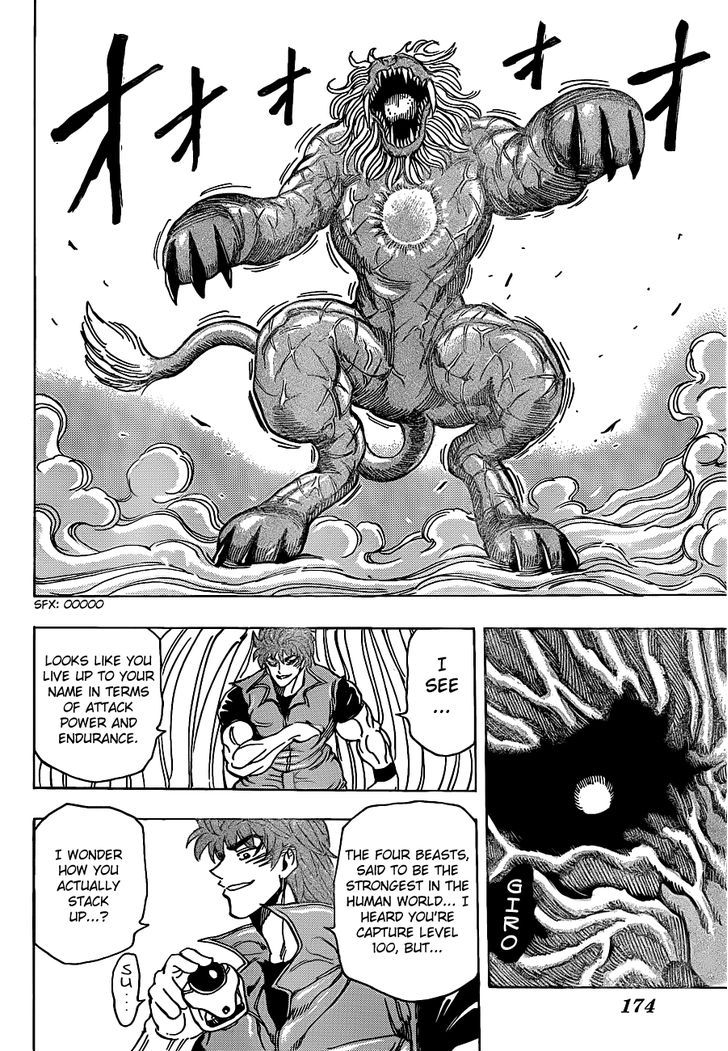 オ オ オ オ オ
SFX: OOOOO
I
SEE
...
LOOKS LIKE YOU
LIVE UP TO YOUR
NAME IN TERMS
OF ATTACK
POWER AND
ENDURANCE.
GIRO
THE FOUR BEASTS,
SAID TO BE THE
STRONGEST IN THE
HUMAN WORLD... I
HEARD YOU'RE
CAPTURE LEVEL
100, BUT...
I WONDER
HOW YOU
ACTUALLY
STACK
UP...?
SU...
174